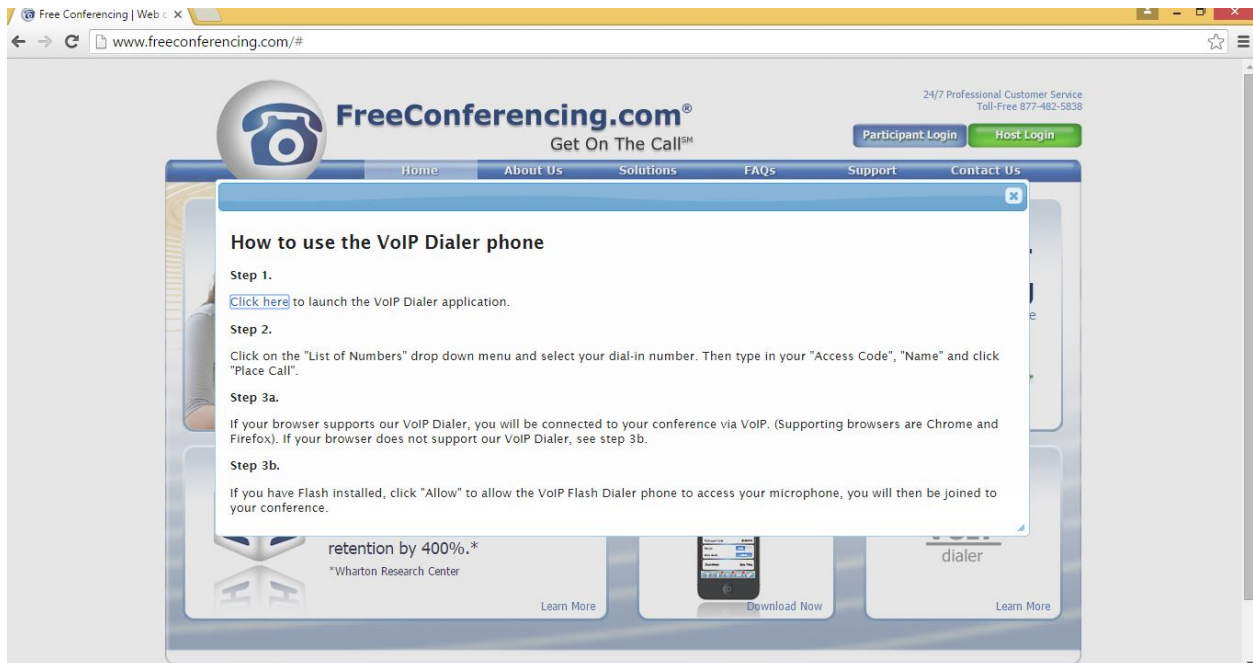 Free Conferencing | Web c
www.freeconferencing.com/#
24/7 Professional Customer Service
Toll-Free 877-482-5838
FreeConferencing.com®
Get On The Call℠
Participant Login
Host Login
Home About Us Solutions FAQs Support Contact Us
How to use the VoIP Dialer phone
Step 1.
Click here to launch the VoIP Dialer application.
Step 2.
Click on the "List of Numbers" drop down menu and select your dial-in number. Then type in your "Access Code", "Name" and click
"Place Call".
Step 3a.
If your browser supports our VoIP Dialer, you will be connected to your conference via VoIP. (Supporting browsers are Chrome and
Firefox). If your browser does not support our VoIP Dialer, see step 3b.
Step 3b.
If you have Flash installed, click "Allow" to allow the VoIP Flash Dialer phone to access your microphone, you will then be joined to
your conference.
retention by 400%.*
*Wharton Research Center
dialer
Learn More
Download Now
Learn More